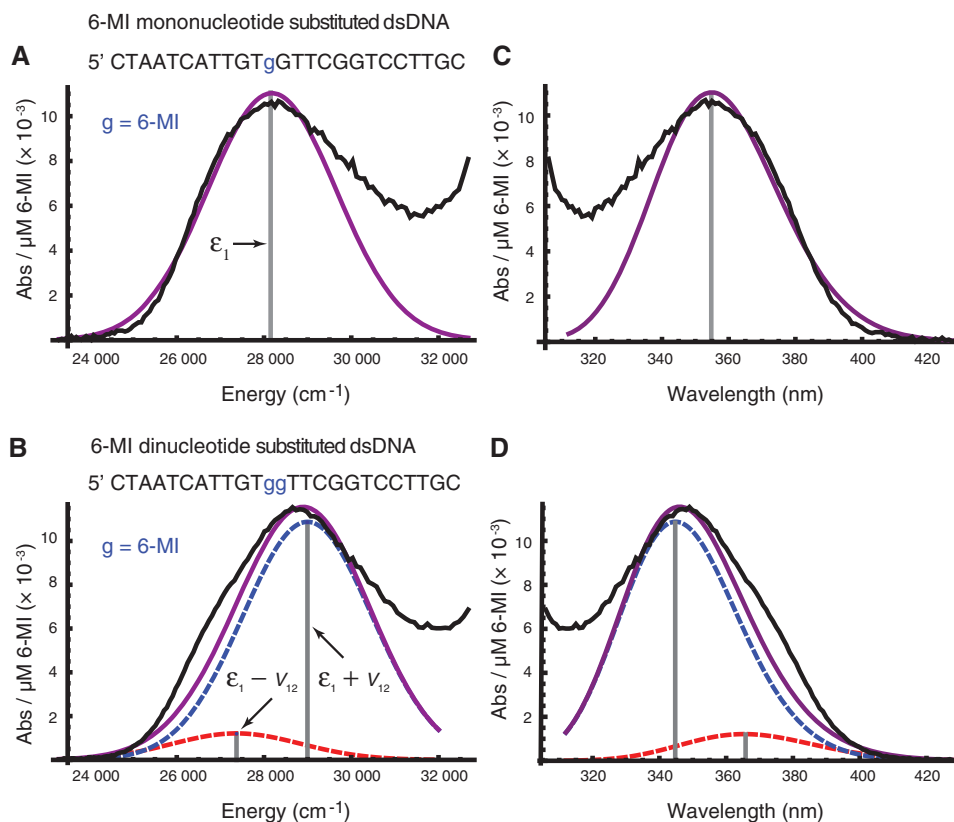 6-MI mononucleotide substituted dsDNA
A
5' CTAATCATTGTgGTTCGGTCCTTGC
g = 6-MI
Abs / µM 6-MI (× 10⁻³)
10
8
6
4
2
ε₁
24 000 26 000 28 000 30 000 32 000
Energy (cm⁻¹)
C
Abs / µM 6-MI (× 10⁻³)
10
8
6
4
2
320 340 360 380 400 420
Wavelength (nm)
B
6-MI dinucleotide substituted dsDNA
5' CTAATCATTGTggTTCGGTCCTTGC
g = 6-MI
Abs / µM 6-MI (× 10⁻³)
10
8
6
4
2
ε₁ − V₁₂
ε₁ + V₁₂
24 000 26 000 28 000 30 000 32 000
Energy (cm⁻¹)
D
Abs / µM 6-MI (× 10⁻³)
10
8
6
4
2
320 340 360 380 400 420
Wavelength (nm)